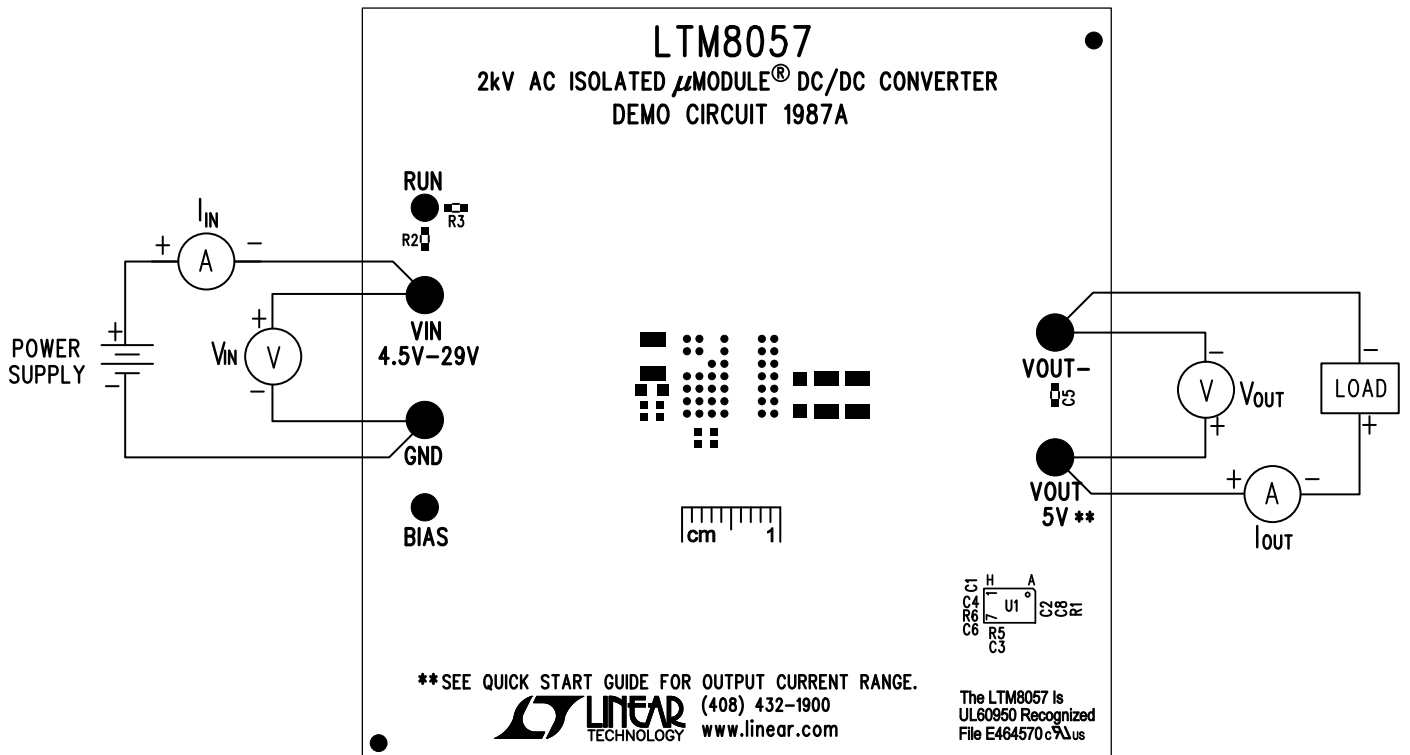 LTM8057
2kV AC ISOLATED µMODULE® DC/DC CONVERTER
DEMO CIRCUIT 1987A
RUN
R3
R2
IIN
+ −
A
POWER
SUPPLY
+
−
VIN
+
V
−
VIN
4.5V-29V
GND
BIAS
cm 1
VOUT-
C5
VOUT
5V **
−
V
+
VOUT
−
LOAD
+
+ −
A
IOUT
C1 H A
C4 1 U1 C2 C8 R1
R6 7
C6 R5
C3
** SEE QUICK START GUIDE FOR OUTPUT CURRENT RANGE.
LINEAR
TECHNOLOGY
(408) 432-1900
www.linear.com
The LTM8057 Is
UL60950 Recognized
File E464570 c us